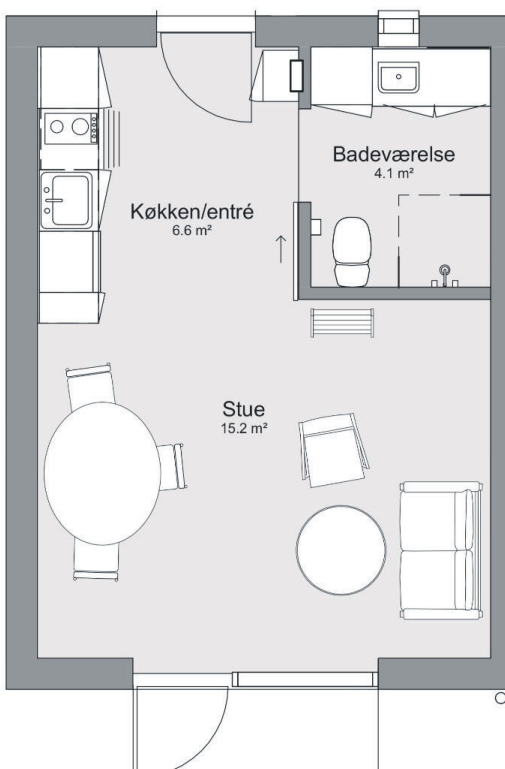 Badeværelse
4.1 m²
Køkken/entré
6.6 m²
Stue
15.2 m²